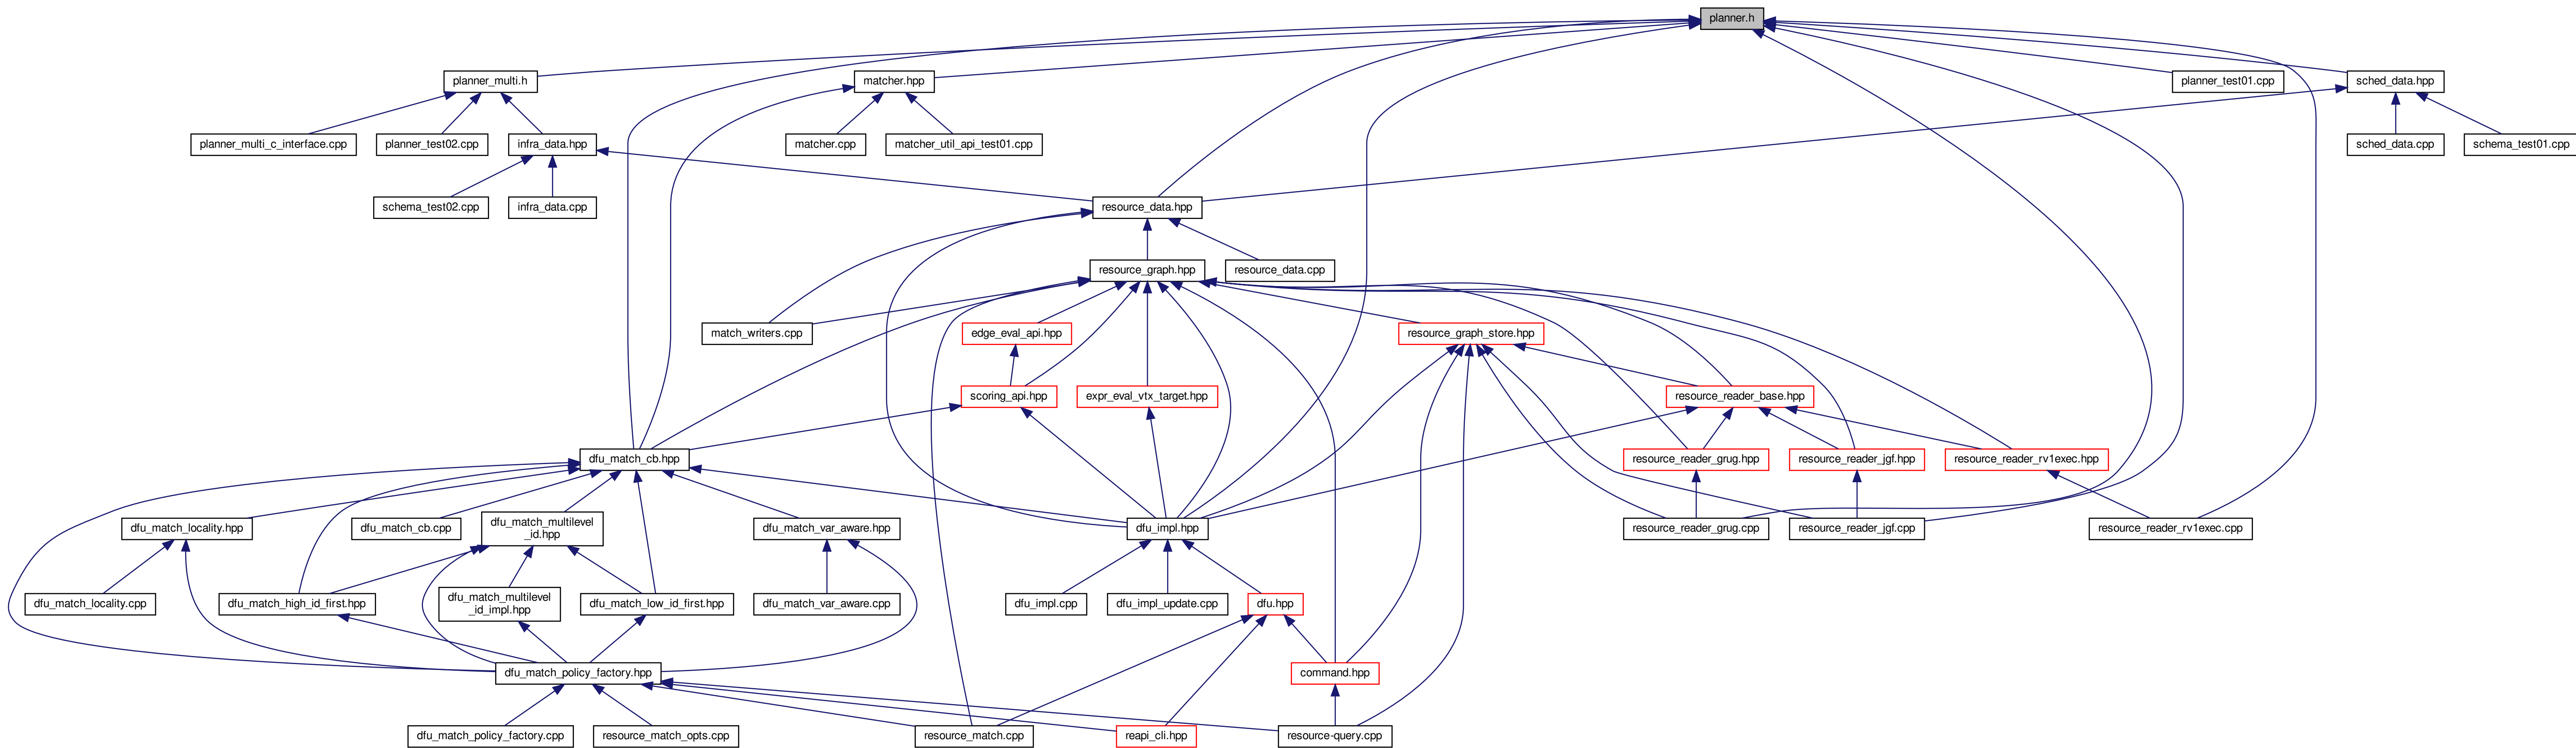 planner.h
planner_multi.h
matcher.hpp
planner_test01.cpp
sched_data.hpp
planner_multi_c_interface.cpp
planner_test02.cpp
infra_data.hpp
matcher.cpp
matcher_util_api_test01.cpp
sched_data.cpp
schema_test01.cpp
schema_test02.cpp
infra_data.cpp
resource_data.hpp
resource_graph.hpp
resource_data.cpp
match_writers.cpp
edge_eval_api.hpp
resource_graph_store.hpp
scoring_api.hpp
expr_eval_vtx_target.hpp
resource_reader_base.hpp
dfu_match_cb.hpp
resource_reader_grug.hpp
resource_reader_jgf.hpp
resource_reader_rv1exec.hpp
dfu_match_locality.hpp
dfu_match_cb.cpp
dfu_match_multilevel
_id.hpp
dfu_match_var_aware.hpp
dfu_impl.hpp
resource_reader_grug.cpp
resource_reader_jgf.cpp
resource_reader_rv1exec.cpp
dfu_match_locality.cpp
dfu_match_high_id_first.hpp
dfu_match_multilevel
_id_impl.hpp
dfu_match_low_id_first.hpp
dfu_match_var_aware.cpp
dfu_impl.cpp
dfu_impl_update.cpp
dfu.hpp
dfu_match_policy_factory.hpp
command.hpp
dfu_match_policy_factory.cpp
resource_match_opts.cpp
resource_match.cpp
reapi_cli.hpp
resource-query.cpp